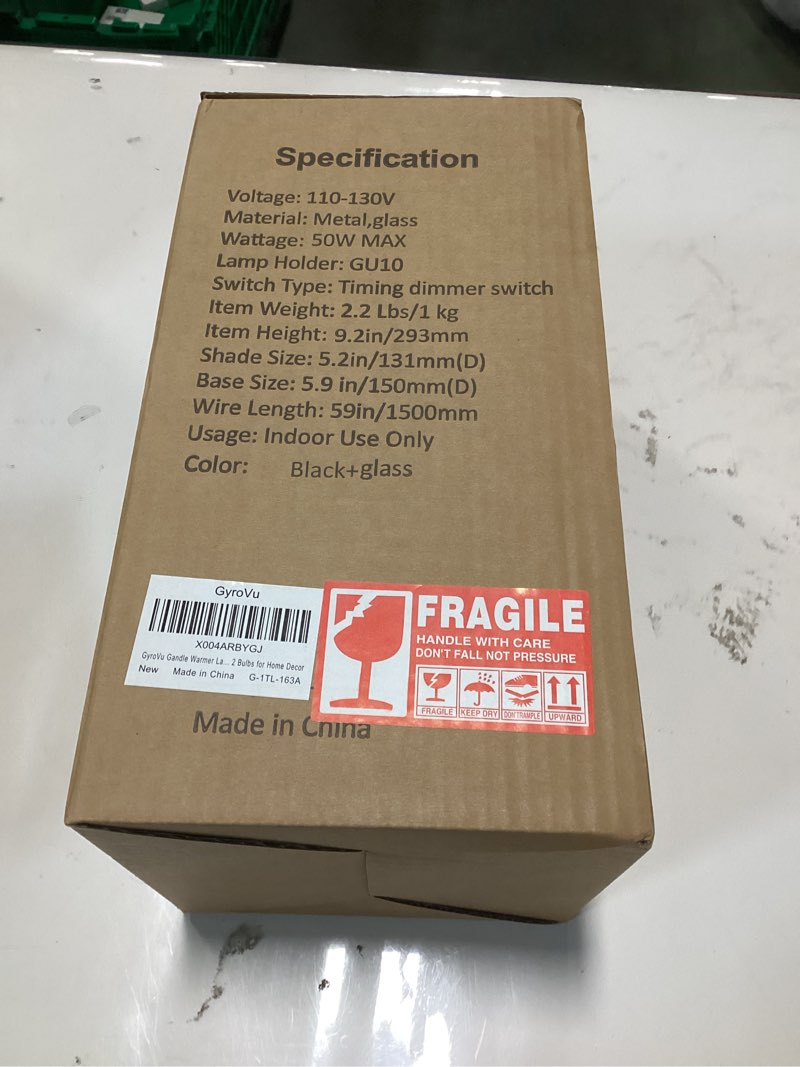 Specification
Voltage: 110-130V
Material: Metal,glass
Wattage: 50W MAX
Lamp Holder: GU10
Switch Type: Timing dimmer switch
Item Weight: 2.2 Lbs/1 kg
Item Height: 9.2in/293mm
Shade Size: 5.2in/131mm(D)
Base Size: 5.9 in/150mm(D)
Wire Length: 59in/1500mm
Usage: Indoor Use Only
Color: Black+glass
GyroVu
X004ARBYGJ
GyroVu Gandle Warmer La... 2 Bulbs for Home Decor
New Made in China G-1TL-163A
FRAGILE
HANDLE WITH CARE
DON'T FALL NOT PRESSURE
FRAGILE KEEP DRY DON'T TRAMPLE UPWARD
Made in China